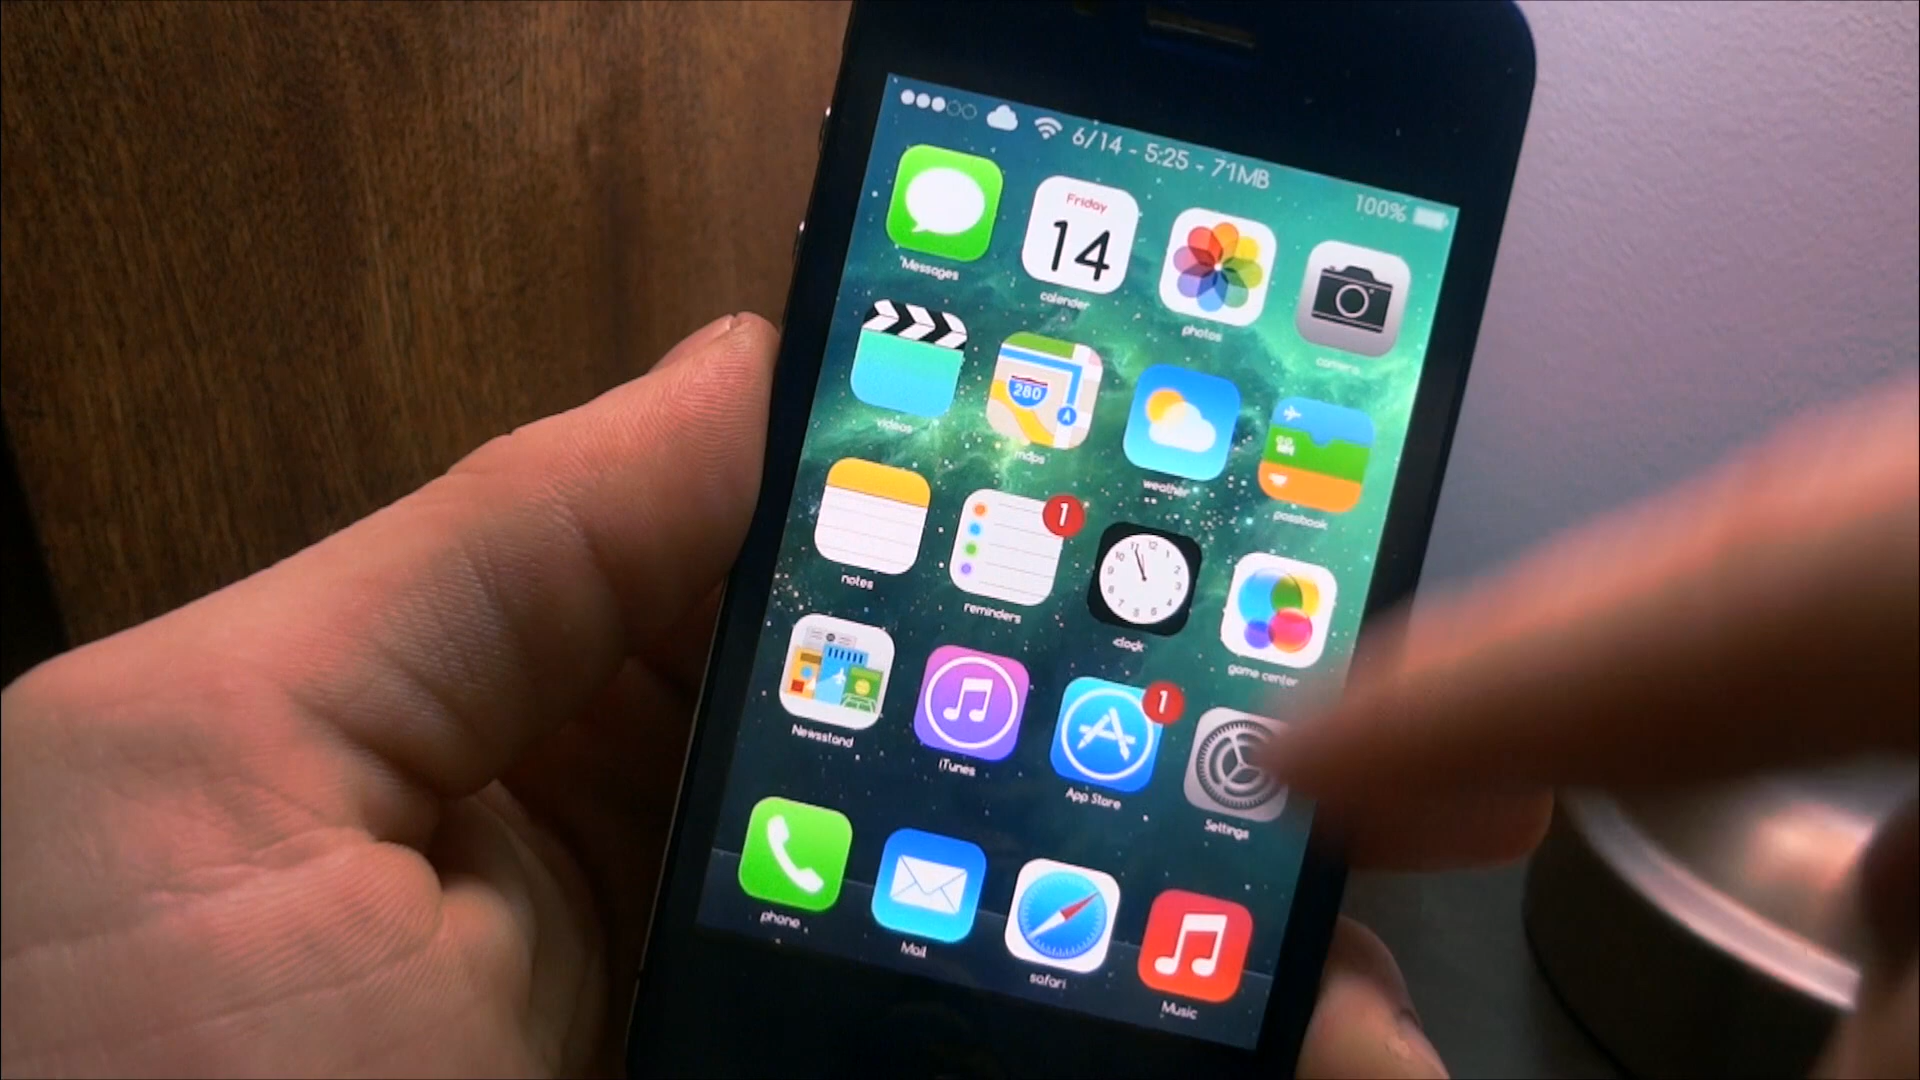 6/14 - 5:25 - 71MB
100%
Friday
14
Messages
calender
photos
camera
280
videos
maps
weather
passbook
1
notes
reminders
clock
game center
1
Newsstand
iTunes
App Store
Settings
phone
Mail
safari
Music